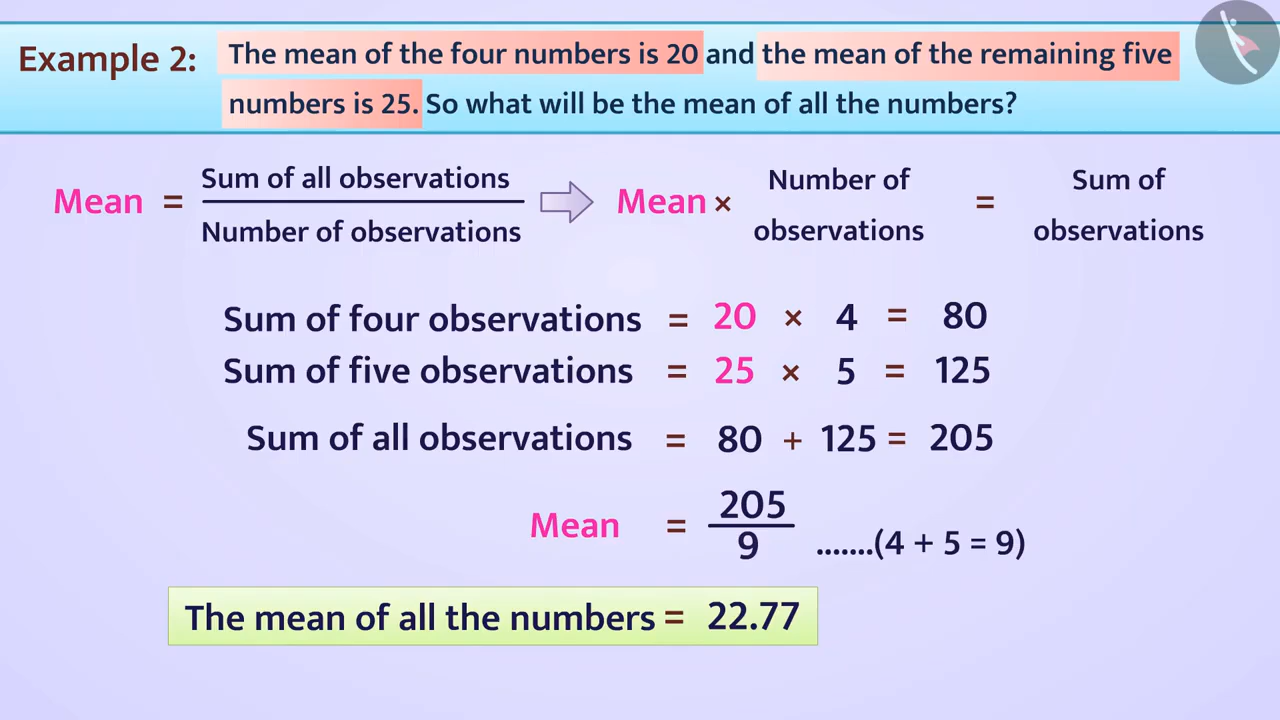 Example 2: The mean of the four numbers is 20 and the mean of the remaining five
numbers is 25. So what will be the mean of all the numbers?
Mean = Sum of all observations / Number of observations
Mean × Number of observations = Sum of observations
Sum of four observations = 20 × 4 = 80
Sum of five observations = 25 × 5 = 125
Sum of all observations = 80 + 125 = 205
Mean = 205 / 9 .......(4 + 5 = 9)
The mean of all the numbers = 22.77